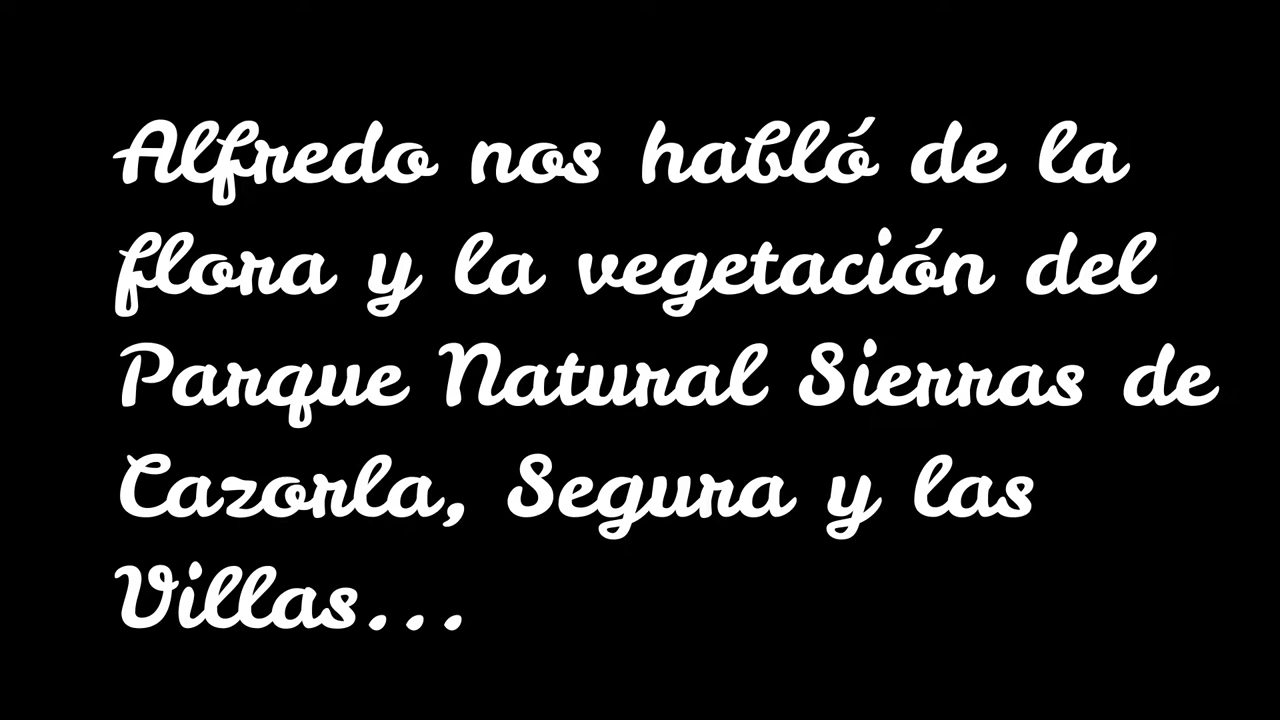 Alfredo nos habló de la
flora y la vegetación del
Parque Natural Sierras de
Cazorla, Segura y las
Villas...